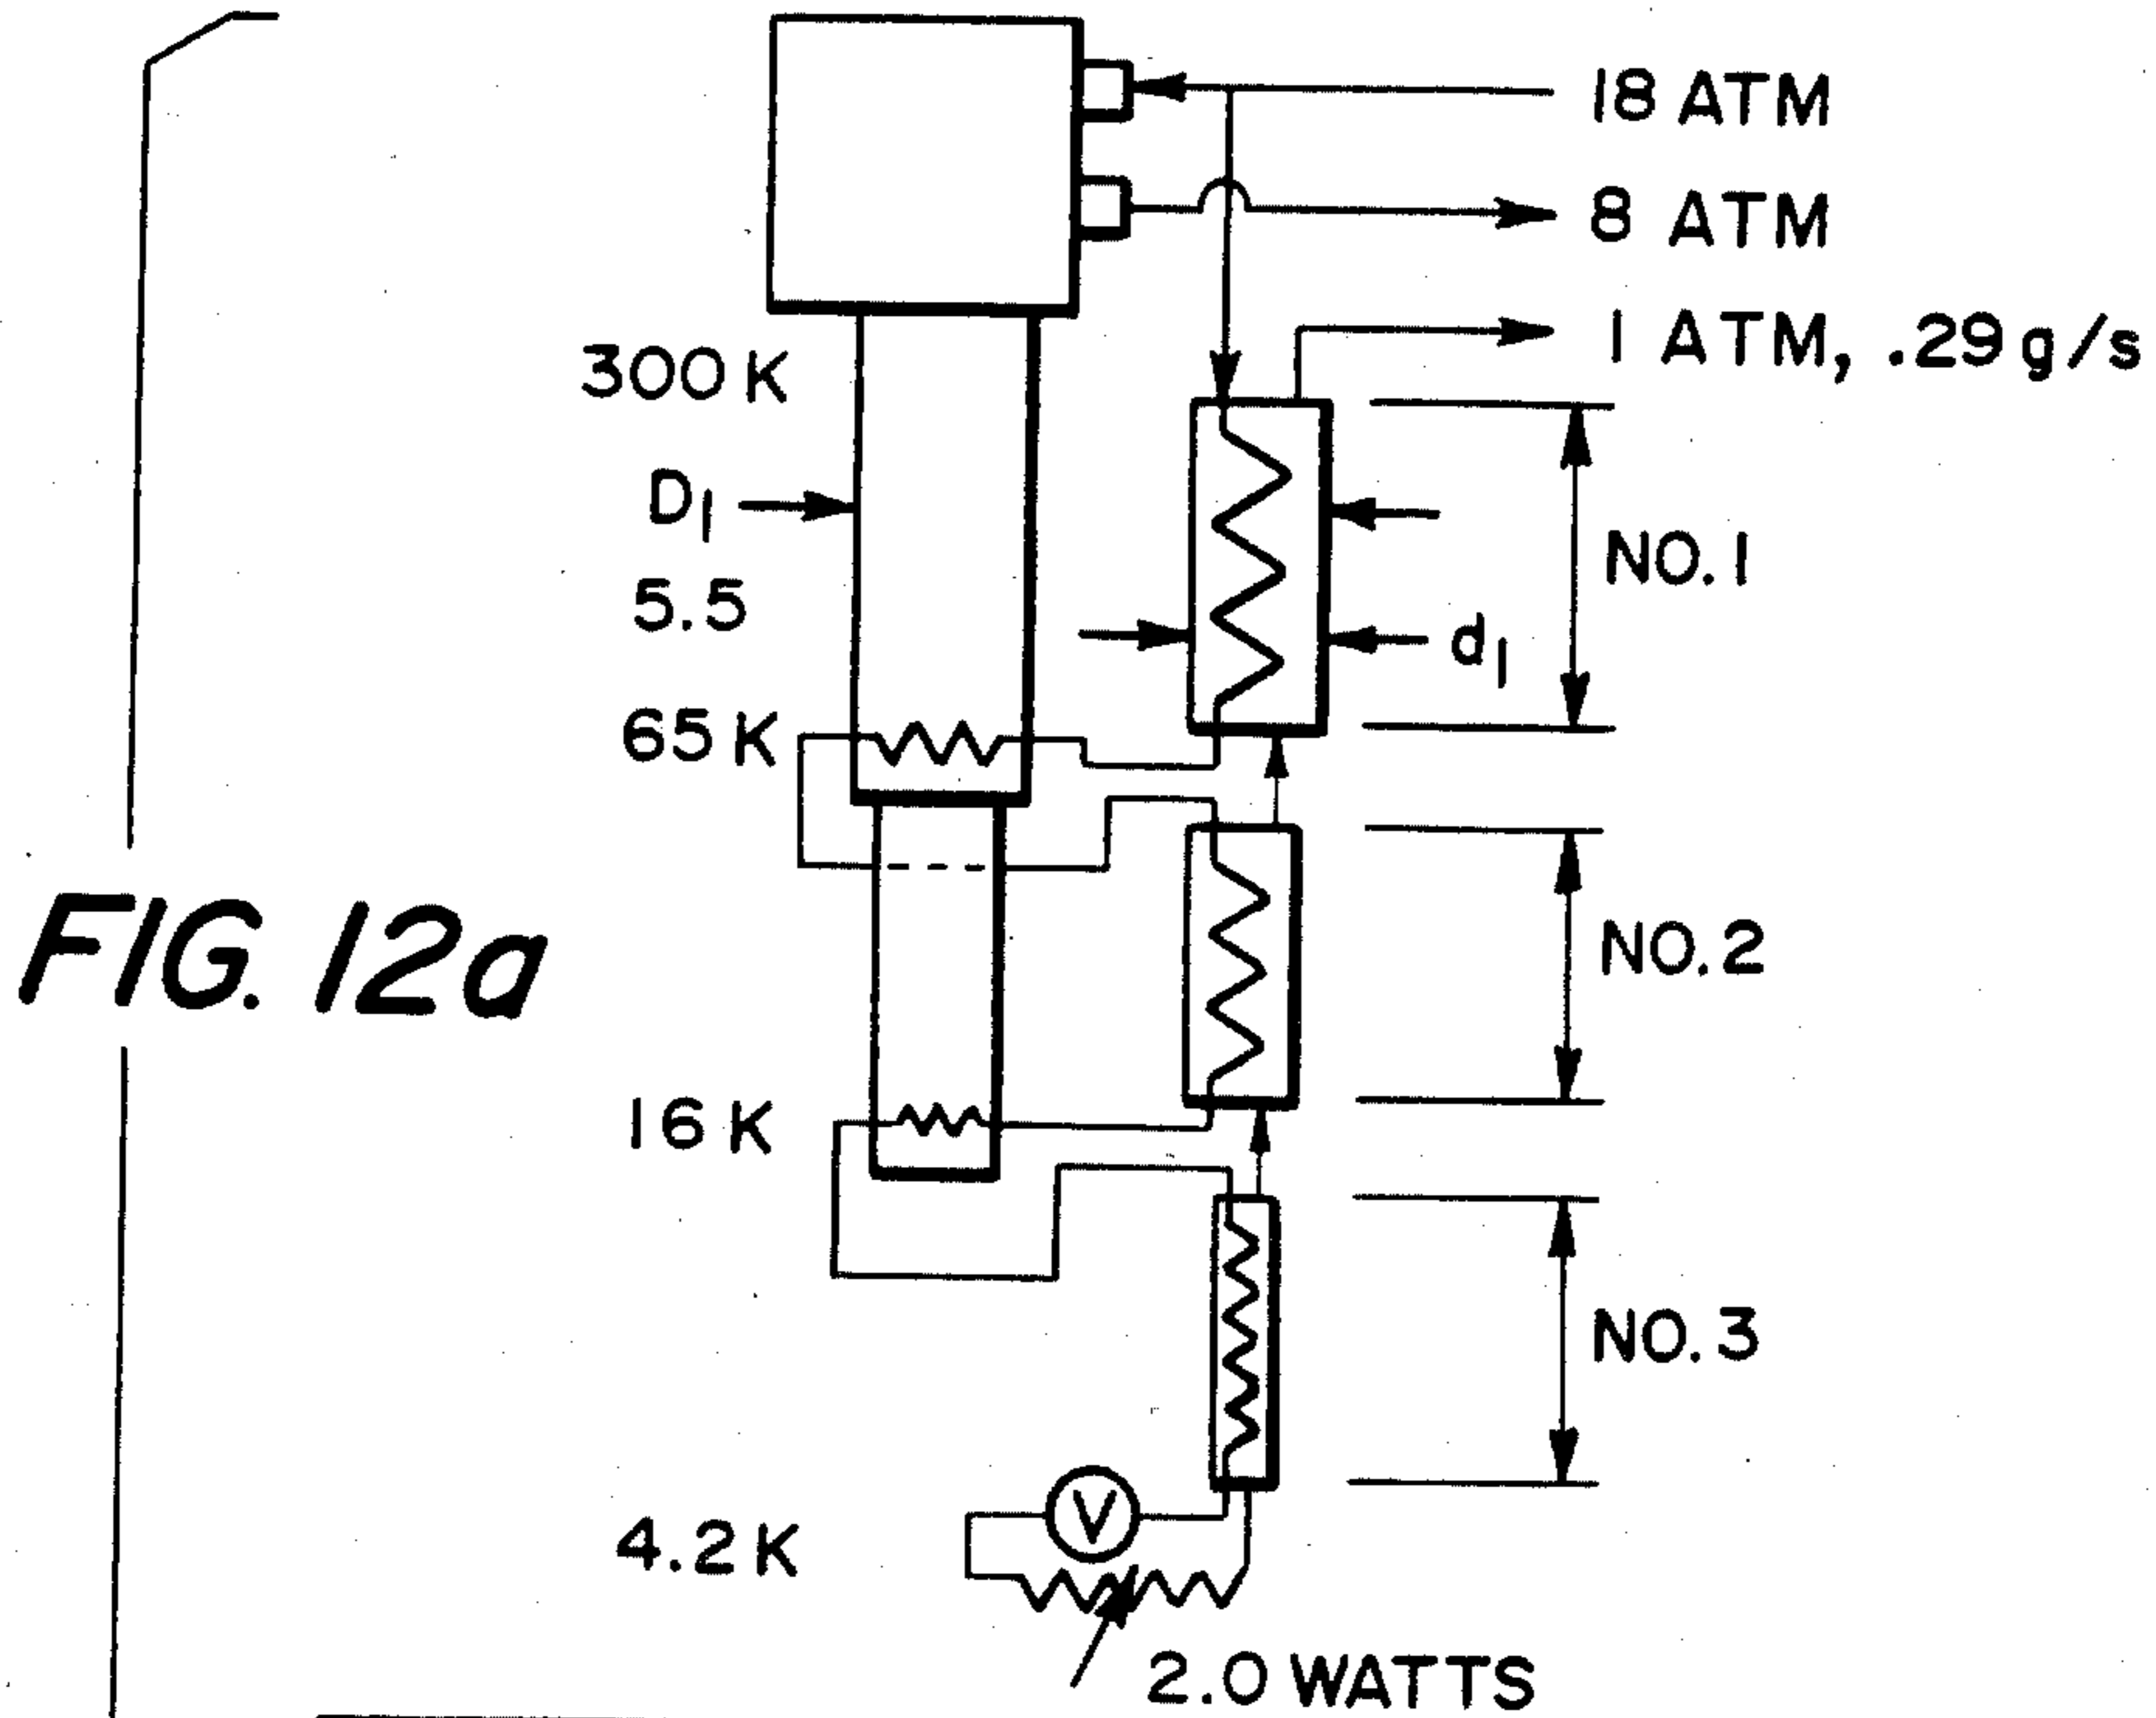 18 ATM
8 ATM
1 ATM, .29 g/s
300 K
D1
5.5
NO. 1
d1
65 K
FIG. 12a
NO. 2
16 K
NO. 3
V
4.2 K
2.0 WATTS